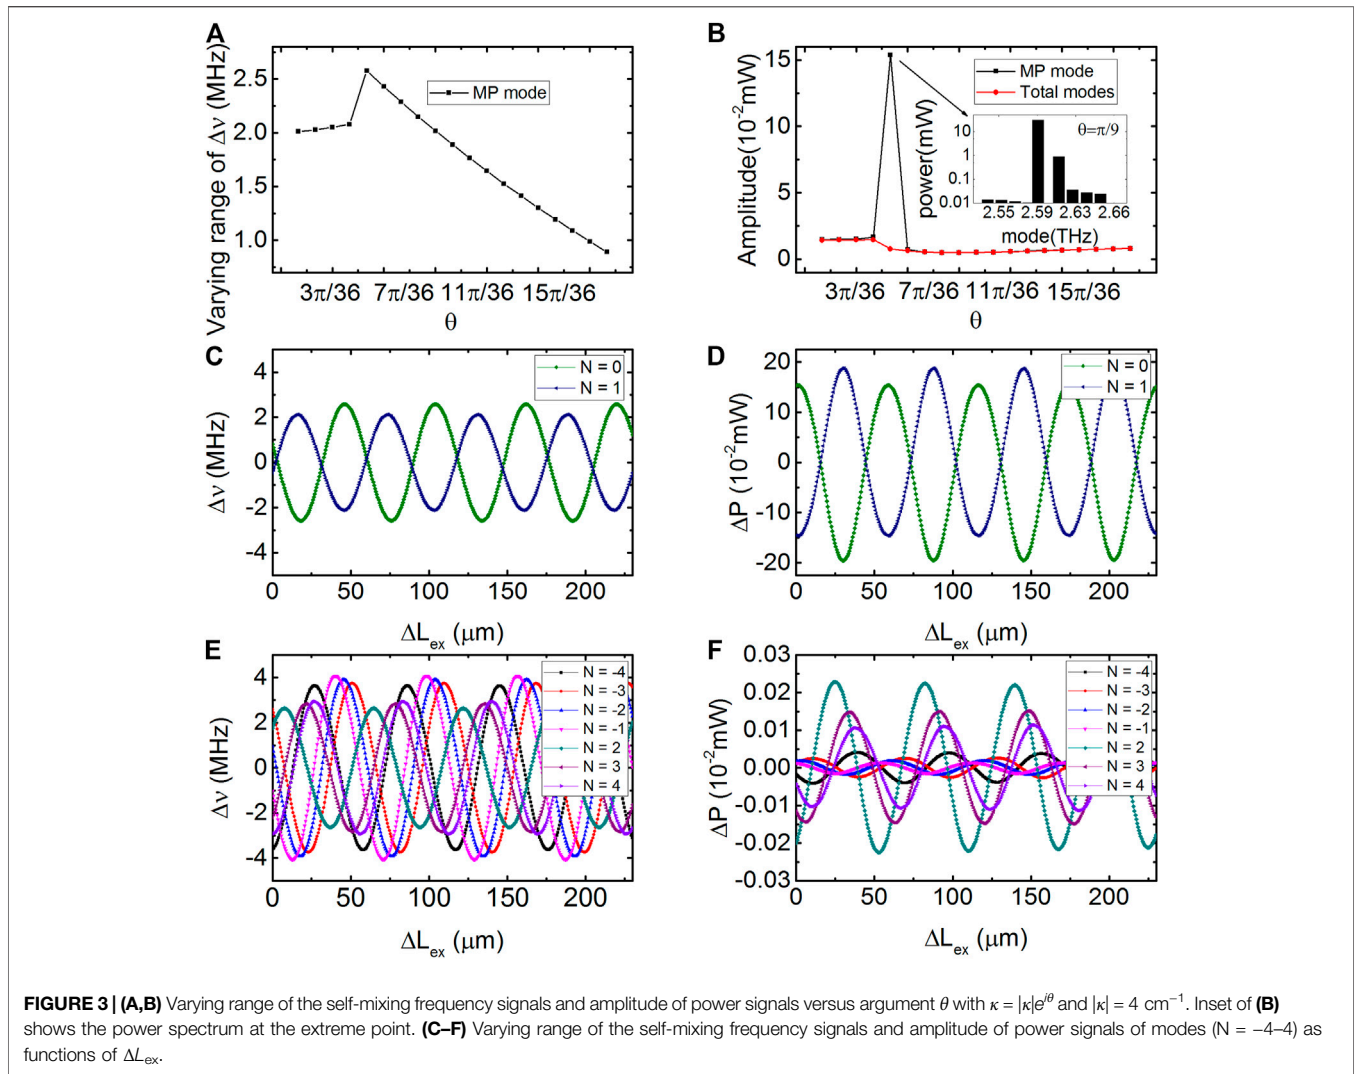 A
Varying range of Δν (MHz)
2.5
2.0
1.5
1.0
MP mode
3π/36
7π/36
11π/36
15π/36
θ
B
Amplitude(10⁻²mW)
15
10
5
0
MP mode
Total modes
power(mW)
10
1
0.1
0.01
θ=π/9
2.55
2.59
2.63
2.66
mode(THz)
3π/36
7π/36
11π/36
15π/36
θ
C
Δν (MHz)
4
2
0
-2
-4
N = 0
N = 1
0
50
100
150
200
ΔL_ex (μm)
D
ΔP (10⁻²mW)
20
10
0
-10
-20
N = 0
N = 1
0
50
100
150
200
ΔL_ex (μm)
E
Δν (MHz)
4
2
0
-2
-4
N = -4
N = -3
N = -2
N = -1
N = 2
N = 3
N = 4
0
50
100
150
200
ΔL_ex (μm)
F
ΔP (10⁻²mW)
0.03
0.02
0.01
0.00
-0.01
-0.02
-0.03
N = -4
N = -3
N = -2
N = -1
N = 2
N = 3
N = 4
0
50
100
150
200
ΔL_ex (μm)
FIGURE 3 | (A,B) Varying range of the self-mixing frequency signals and amplitude of power signals versus argument θ with κ = |κ|e^iθ and |κ| = 4 cm⁻¹. Inset of (B)
shows the power spectrum at the extreme point. (C–F) Varying range of the self-mixing frequency signals and amplitude of power signals of modes (N = −4–4) as
functions of ΔL_ex.